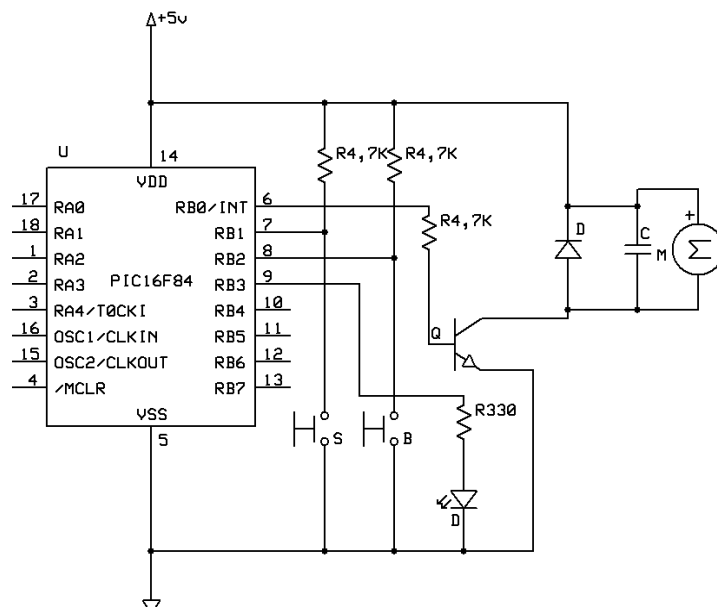 +5v
U
14
VDD
R4,7K
R4,7K
17 RA0
RB0/INT 6
18 RA1
RB1 7
R4,7K
1 RA2
RB2 8
2 RA3
PIC16F84
RB3 9
3 RA4/T0CKI
RB4 10
16 OSC1/CLKIN
RB5 11
15 OSC2/CLKOUT
RB6 12
4 /MCLR
RB7 13
VSS
5
D
C
+
M
Σ
Q
S
B
R330
D